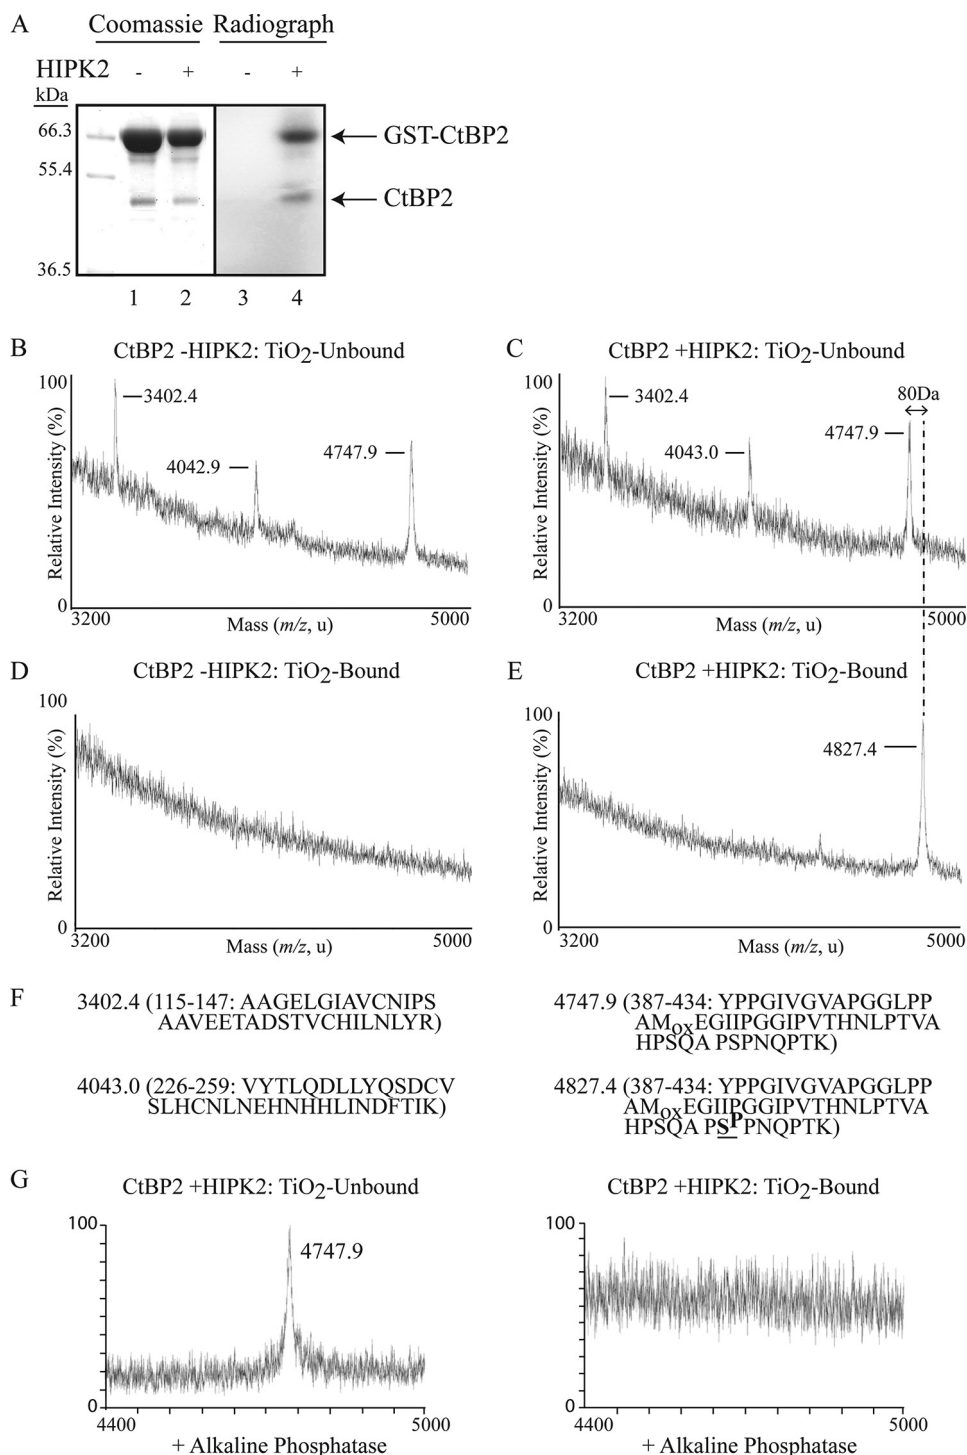 A
Coomassie Radiograph
HIPK2 - + - +
kDa
66.3
GST-CtBP2
55.4
CtBP2
36.5
1 2 3 4
B
CtBP2 -HIPK2: TiO2-Unbound
100
3402.4
4042.9
4747.9
Relative Intensity (%)
0
3200
Mass (m/z, u)
5000
C
CtBP2 +HIPK2: TiO2-Unbound
100
80Da
3402.4
4043.0
4747.9
Relative Intensity (%)
0
3200
Mass (m/z, u)
5000
D
CtBP2 -HIPK2: TiO2-Bound
100
Relative Intensity (%)
0
3200
Mass (m/z, u)
5000
E
CtBP2 +HIPK2: TiO2-Bound
100
4827.4
Relative Intensity (%)
0
3200
Mass (m/z, u)
5000
F
3402.4 (115-147: AAGELGIAVCNIPS
AAVEETADSTVCHILNLYR)
4043.0 (226-259: VYTLQDLLYQSDCV
SLHCNLNEHNHHLINDFTIK)
4747.9 (387-434: YPPGIVGVAPGGLPP
AMoxEGIIPGGIPVTHNLPTVA
HPSQA PSPNQPTK)
4827.4 (387-434: YPPGIVGVAPGGLPP
AMoxEGIIPGGIPVTHNLPTVA
HPSQA PSPPNQPTK)
G
CtBP2 +HIPK2: TiO2-Unbound
100
4747.9
0
4400
5000
+ Alkaline Phosphatase
CtBP2 +HIPK2: TiO2-Bound
100
0
4400
5000
+ Alkaline Phosphatase